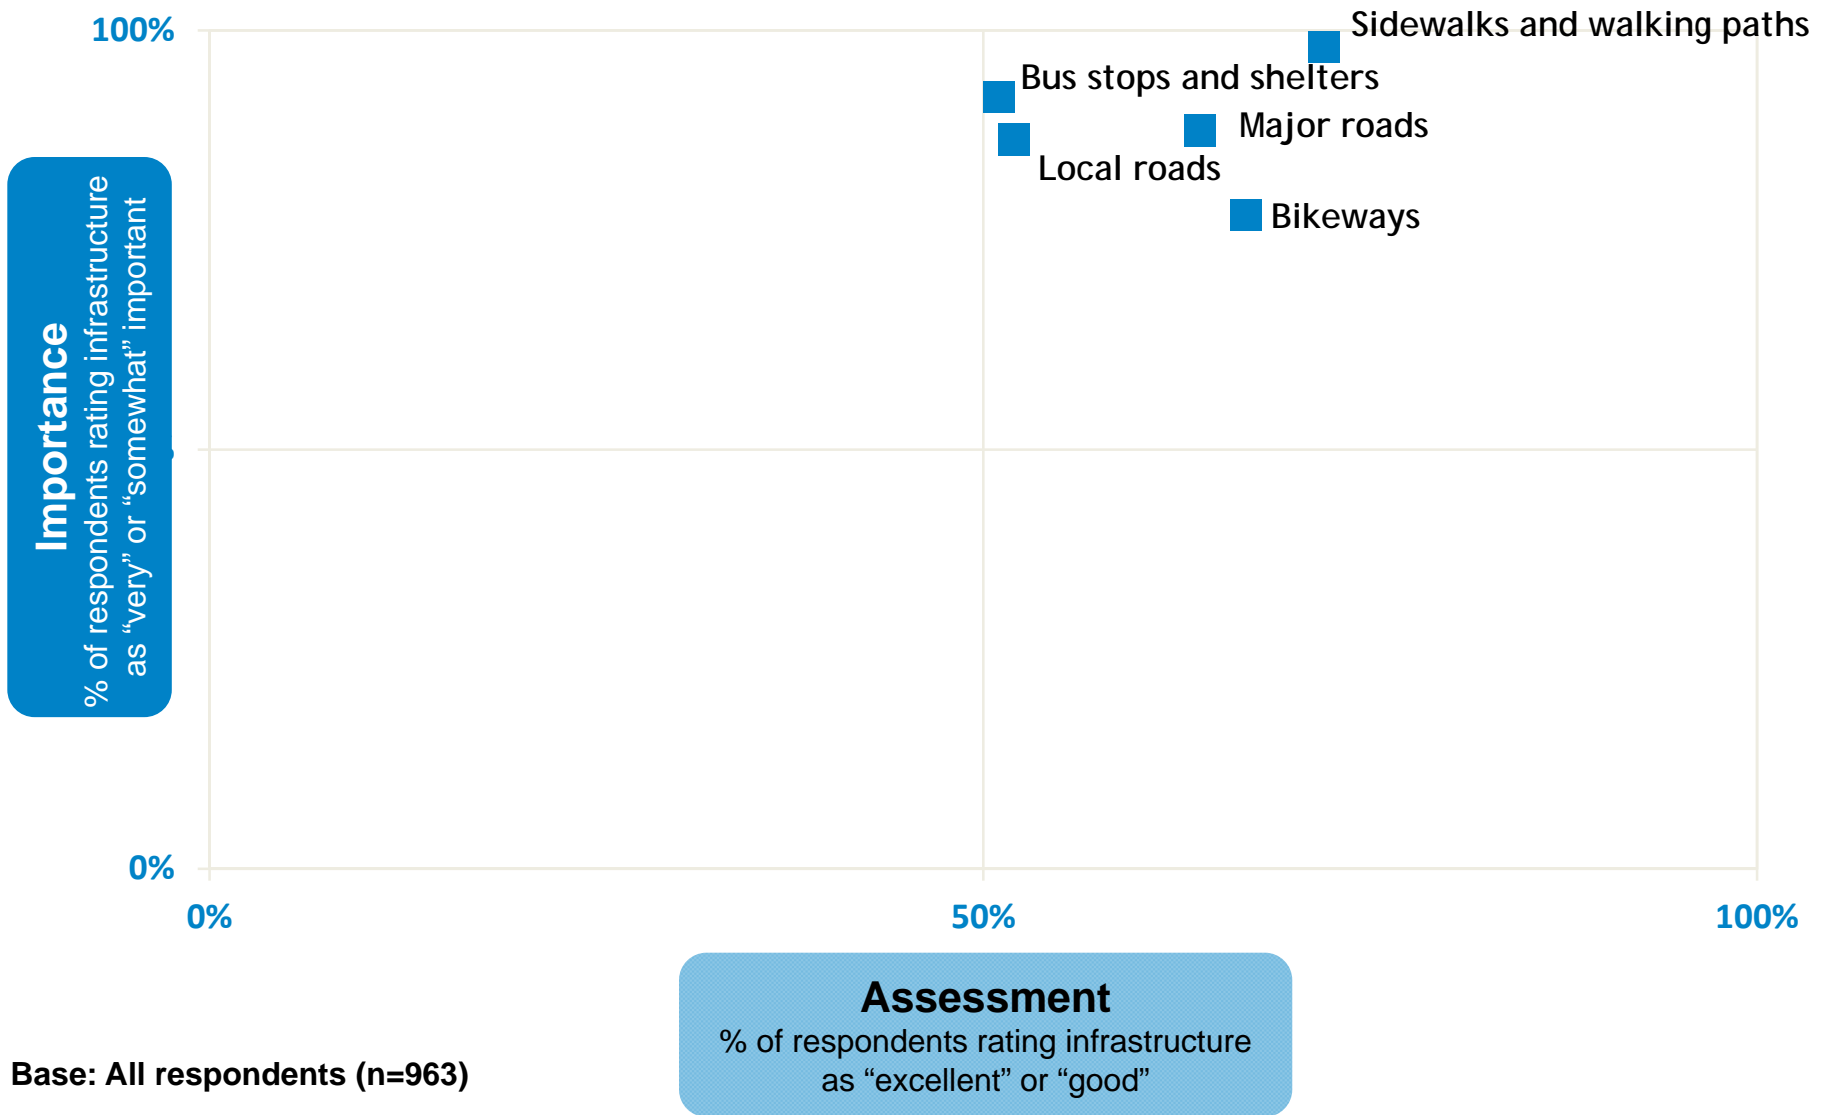 100%
Sidewalks and walking paths
Bus stops and shelters
Major roads
Local roads
Bikeways
Importance
% of respondents rating infrastructure
as “very” or “somewhat” important
0%
0%
50%
100%
Assessment
% of respondents rating infrastructure
as “excellent” or “good”
Base: All respondents (n=963)